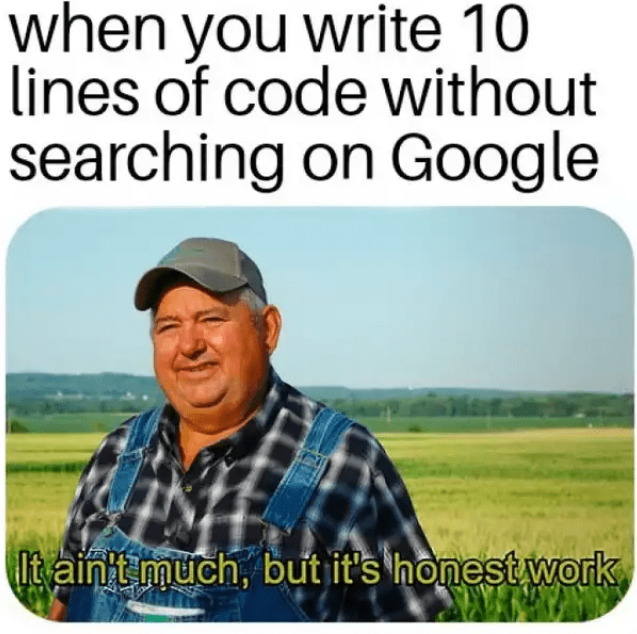 when you write 10
lines of code without
searching on Google
It ain't much, but it's honest work